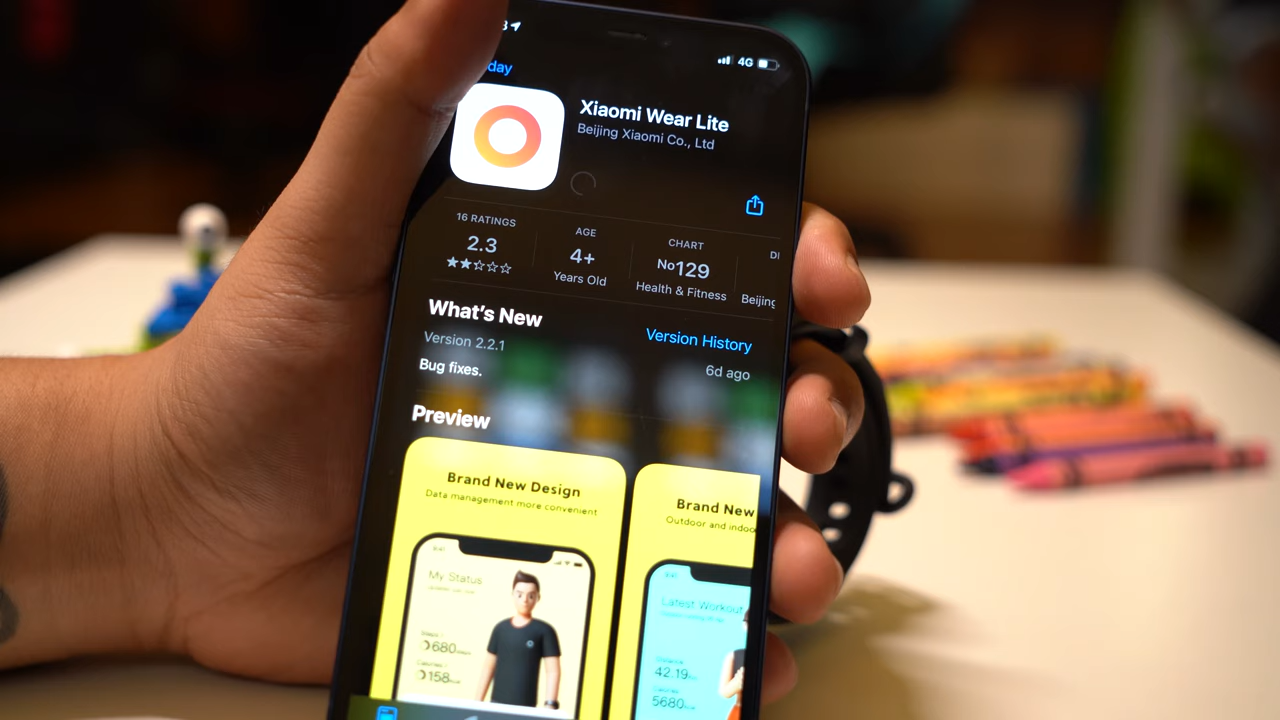 day
4G
Xiaomi Wear Lite
Beijing Xiaomi Co., Ltd
16 RATINGS
2.3
AGE
4+
Years Old
CHART
No129
Health & Fitness
Beijing
What's New
Version History
Version 2.2.1
6d ago
Bug fixes.
Preview
Brand New Design
Data management more convenient
My Status
680
158
Brand New
Outdoor and indoo
Latest Workout
Distance
42.19
5680